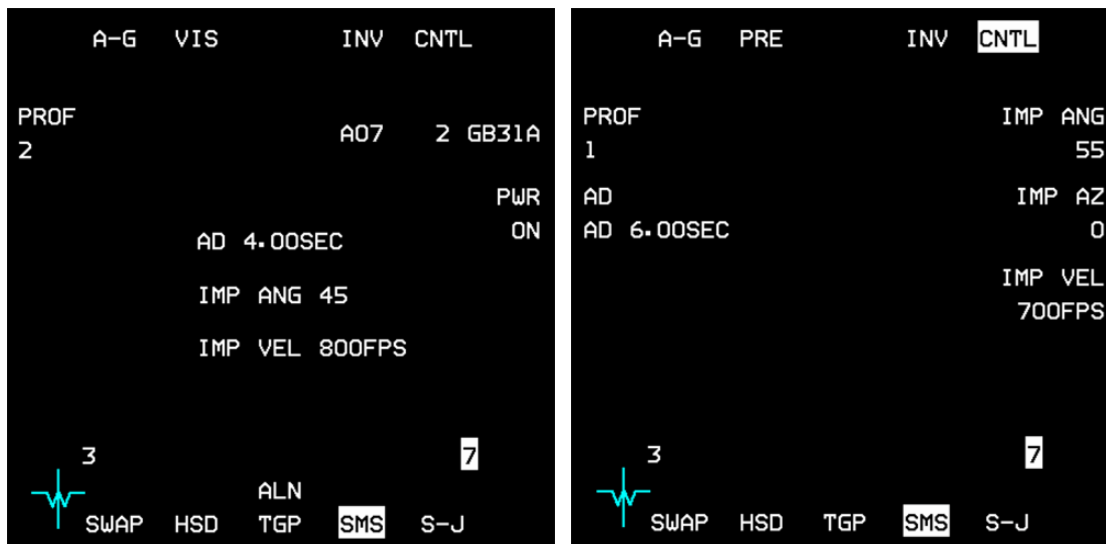 A-G VIS INV CNTL
PROF
2
A07 2 GB31A
PWR
ON
AD 4.00SEC
IMP ANG 45
IMP VEL 800FPS
3 7
ALN
SWAP HSD TGP SMS S-J
A-G PRE INV CNTL
PROF IMP ANG
1 55
AD IMP AZ
AD 6.00SEC 0
IMP VEL
700FPS
3 7
SWAP HSD TGP SMS S-J